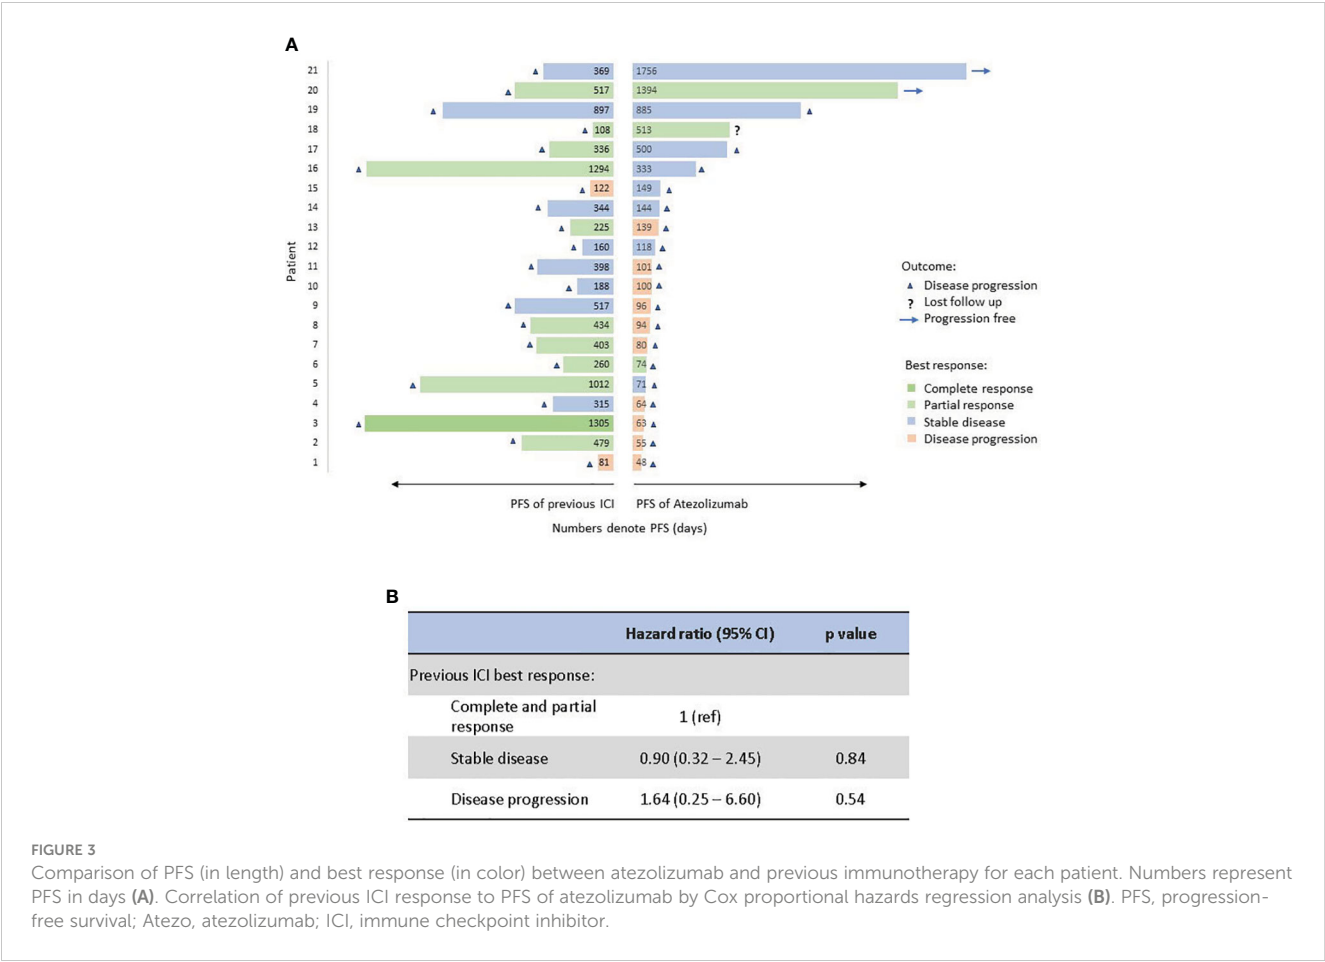 A
21 369 1756
20 517 1394
19 897 885
18 108 513 ?
17 336 500
16 1294 333
15 122 149
14 344 144
13 225 139
12 160 118
11 398 101
10 188 100
9 517 96
8 434 94
7 403 80
6 260 74
5 1012 71
4 315 64
3 1305 63
2 479 55
1 81 48
Patient
Outcome:
Disease progression
? Lost follow up
Progression free
Best response:
Complete response
Partial response
Stable disease
Disease progression
PFS of previous ICI PFS of Atezolizumab
Numbers denote PFS (days)
B
Hazard ratio (95% CI) p value
Previous ICI best response:
Complete and partial
response 1 (ref)
Stable disease 0.90 (0.32 – 2.45) 0.84
Disease progression 1.64 (0.25 – 6.60) 0.54
FIGURE 3
Comparison of PFS (in length) and best response (in color) between atezolizumab and previous immunotherapy for each patient. Numbers represent
PFS in days (A). Correlation of previous ICI response to PFS of atezolizumab by Cox proportional hazards regression analysis (B). PFS, progression-
free survival; Atezo, atezolizumab; ICI, immune checkpoint inhibitor.